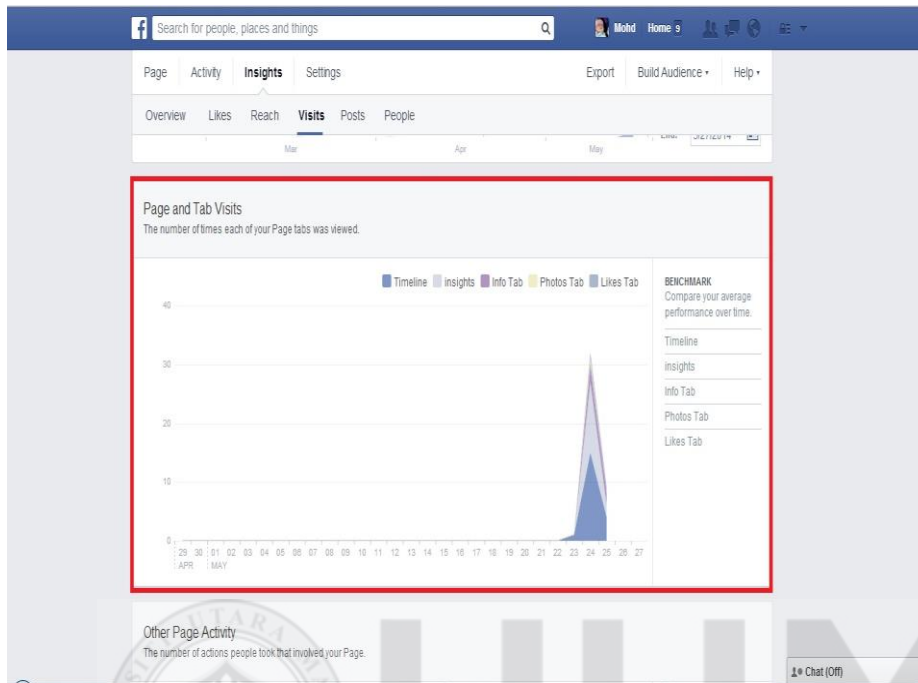 Search for people, places and things
Mohd Home 9
Page Activity Insights Settings Export Build Audience Help
Overview Likes Reach Visits Posts People
Mar Apr May
Page and Tab Visits
The number of times each of your Page tabs was viewed.
Timeline insights Info Tab Photos Tab Likes Tab
40
30
20
10
0
29 30 01 02 03 04 05 06 07 08 09 10 11 12 13 14 15 16 17 18 19 20 21 22 23 24 25 26 27
APR MAY
BENCHMARK
Compare your average
performance over time.
Timeline
insights
Info Tab
Photos Tab
Likes Tab
Other Page Activity
The number of actions people took that involved your Page.
UTARA
Chat (Off)